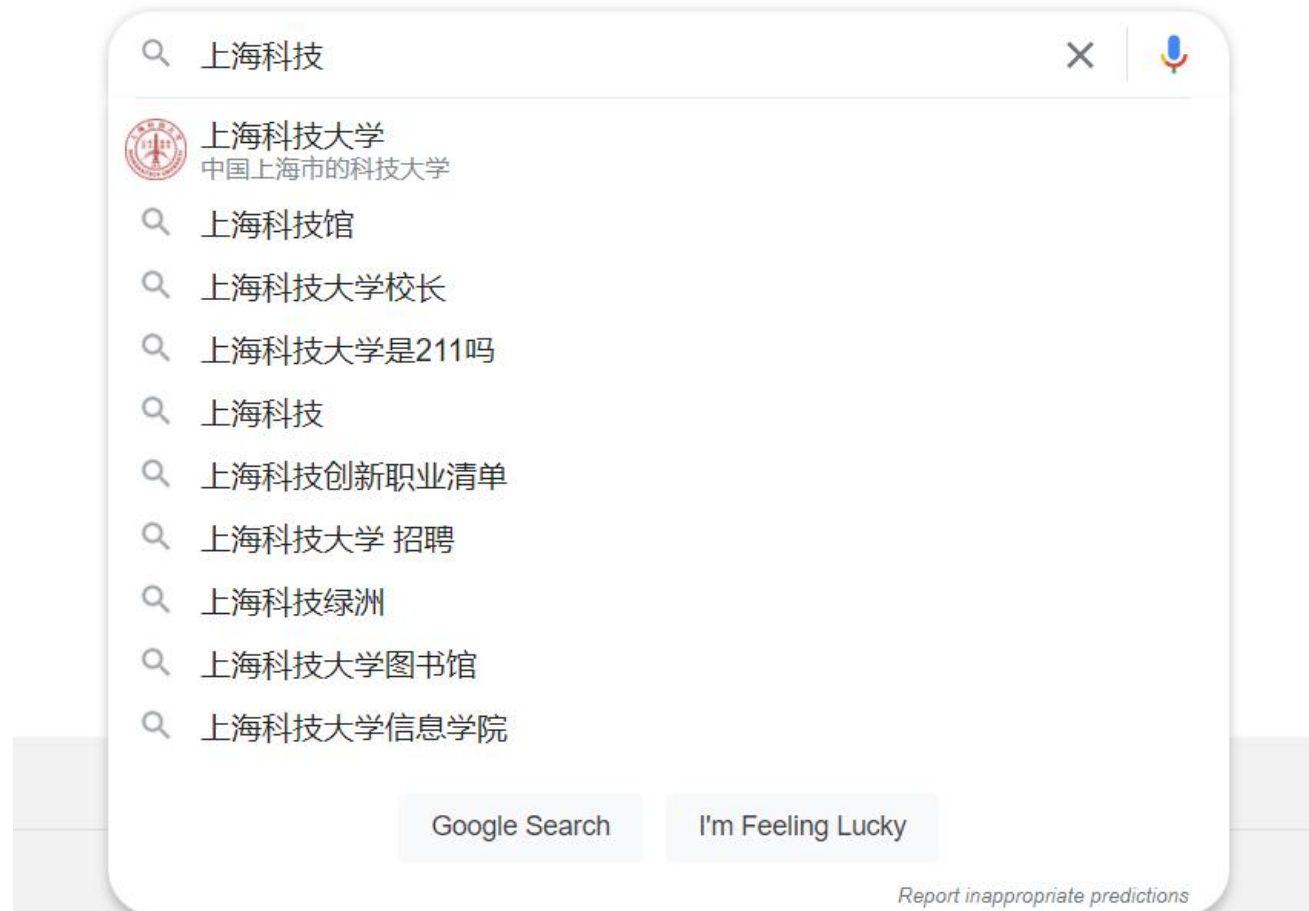 上海科技
上海科技大学
中国上海市的科技大学
上海科技馆
上海科技大学校长
上海科技大学是211吗
上海科技
上海科技创新职业清单
上海科技大学 招聘
上海科技绿洲
上海科技大学图书馆
上海科技大学信息学院
Google Search
I'm Feeling Lucky
Report inappropriate predictions